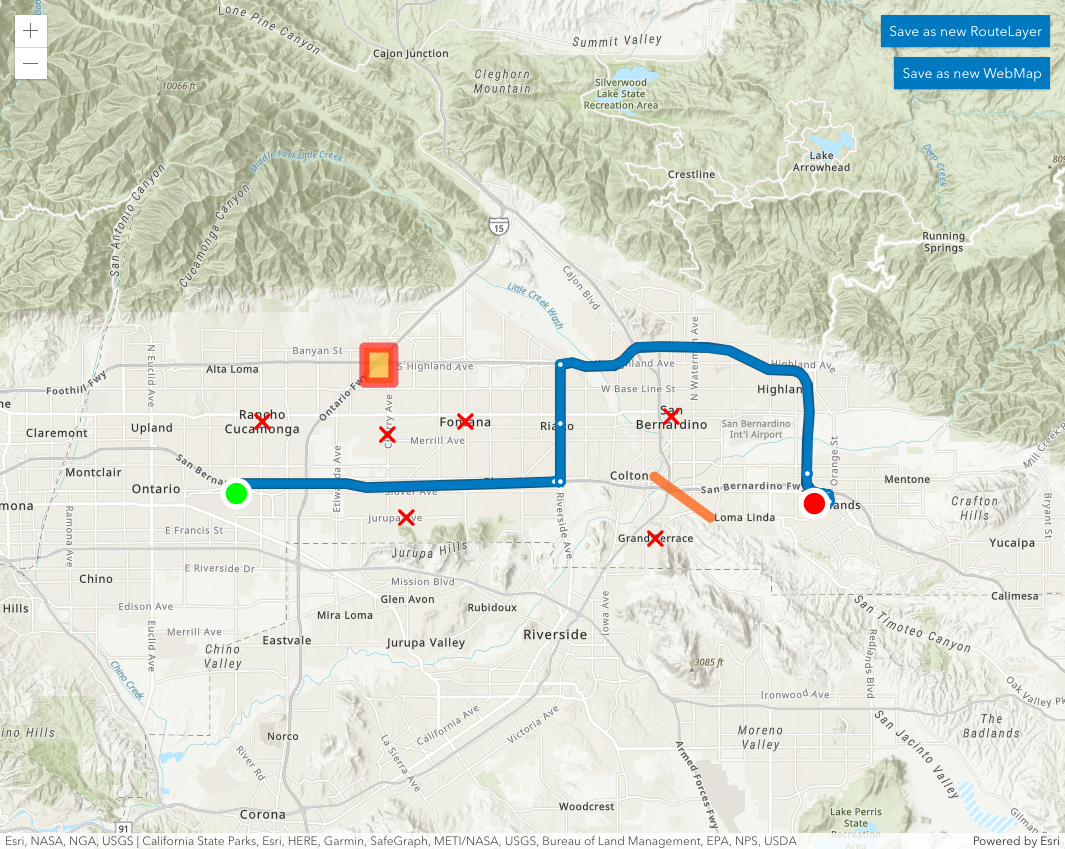 +
Save as new RouteLayer
Lone Pine Canyon
Summit Valley
Cajon Junction
−
Save as new WebMap
Cleghorn
Mountain
10066 ft
Silverwood
Lake State
Recreation Area
Middle Fork Little Creek
Lake
Arrowhead
Deep Creek
Crestline
San Antonio Canyon
Cucamonga Canyon
15
Running
Springs
Cajon Blvd
Little Creek Wash
N Waterman Ave
Banyan St
N Euclid Ave
Alta Loma
S Highland Ave
Highland Ave
Highland Ave
Foothill Fwy
Ontario Fwy
W Base Line St
Highland
Rancho
Cucamonga
Fontana
San
Bernardino
San Bernardino
Int'l Airport
Claremont
Upland
Merrill Ave
Orange St
Mill Creek R
Montclair
San Berna
Etiwanda Ave
Colton
San Bernardino Fwy
Mentone
Ontario
Slover Ave
Crafton
Hills
Bryant St
mona
Ramona Ave
Jurupa Ave
Riverside Ave
Loma Linda
lands
E Francis St
Grand Terrace
Yucaipa
Jurupa Hills
E Riverside Dr
Chino
Mission Blvd
Iowa Ave
Calimesa
Hills
Edison Ave
Glen Avon
Mira Loma
Rubidoux
San Timoteo Canyon
Merrill Ave
Euclid Ave
Eastvale
Jurupa Valley
Riverside
Redlands Blvd
Chino
Valley
3085 ft
Chino Creek
Ironwood Ave
Oak Valley Pk
California Ave
Victoria Ave
The
Badlands
ino Hills
Norco
La Sierra Ave
Moreno
Valley
San Jacinto Valley
River Rd
Armed Forces Fwy
Woodcrest
Corona
Lake Perris
State
Recreation
Area
Gilman
91
Esri, NASA, NGA, USGS | California State Parks, Esri, HERE, Garmin, SafeGraph, METI/NASA, USGS, Bureau of Land Management, EPA, NPS, USDA
Powered by Esri